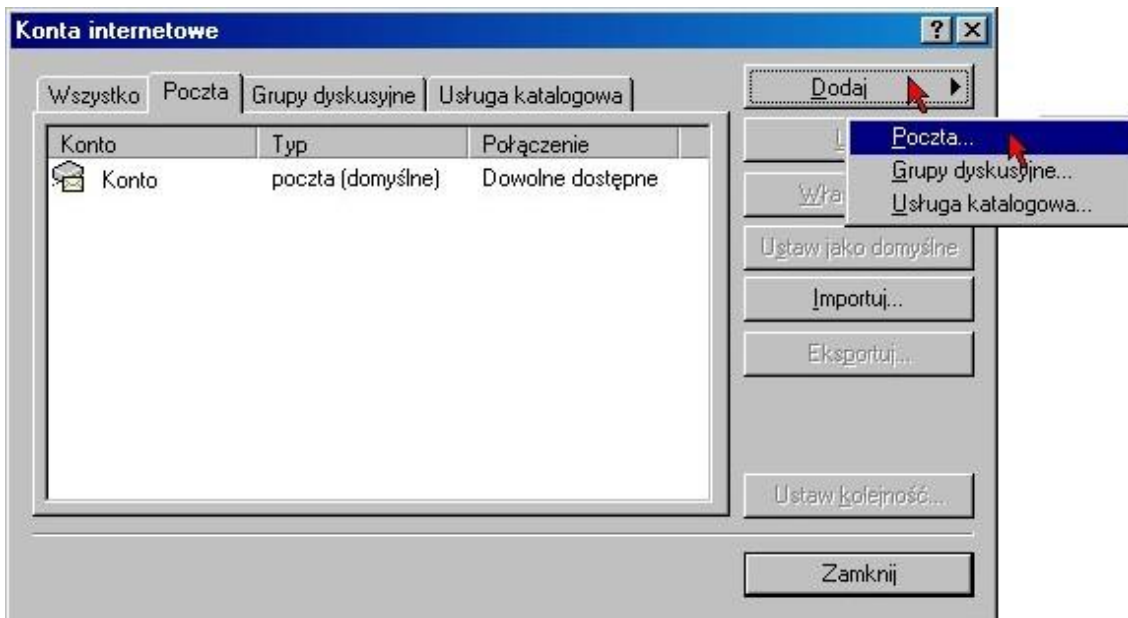 Konta internetowe
Wszystko Poczta Grupy dyskusyjne Usługa katalogowa
Konto Typ Połączenie
Konto poczta (domyślne) Dowolne dostępne
Dodaj
Poczta...
Grupy dyskusyjne...
Usługa katalogowa...
Ustaw jako domyślne
Importuj...
Eksportuj...
Ustaw kolejność...
Zamknij